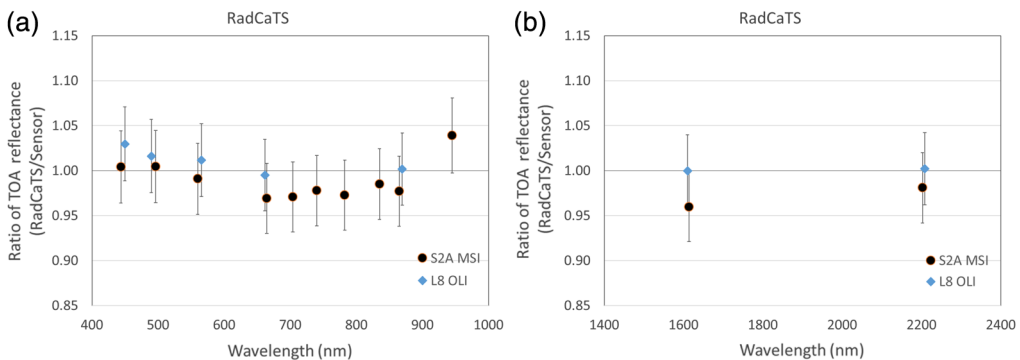 (a)
RadCaTS
Ratio of TOA reflectance
(RadCaTS/Sensor)
1.15
1.10
1.05
1.00
0.95
0.90
0.85
S2A MSI
L8 OLI
400 500 600 700 800 900 1000
Wavelength (nm)
(b)
RadCaTS
Ratio of TOA reflectance
(RadCaTS/Sensor)
1.15
1.10
1.05
1.00
0.95
0.90
0.85
S2A MSI
L8 OLI
1400 1600 1800 2000 2200 2400
Wavelength (nm)